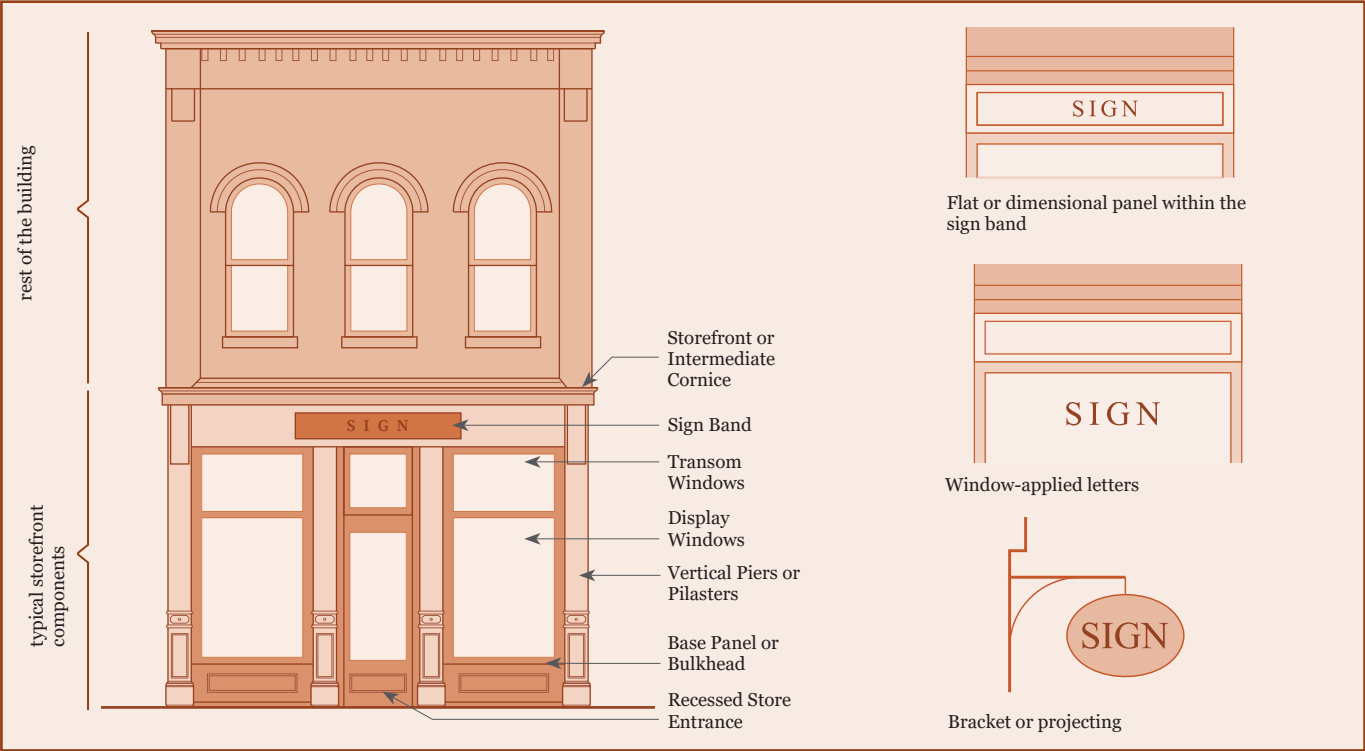 rest of the building
typical storefront
components
SIGN
Storefront or
Intermediate
Cornice
Sign Band
Transom
Windows
Display
Windows
Vertical Piers or
Pilasters
Base Panel or
Bulkhead
Recessed Store
Entrance
SIGN
Flat or dimensional panel within the
sign band
SIGN
Window-applied letters
SIGN
Bracket or projecting